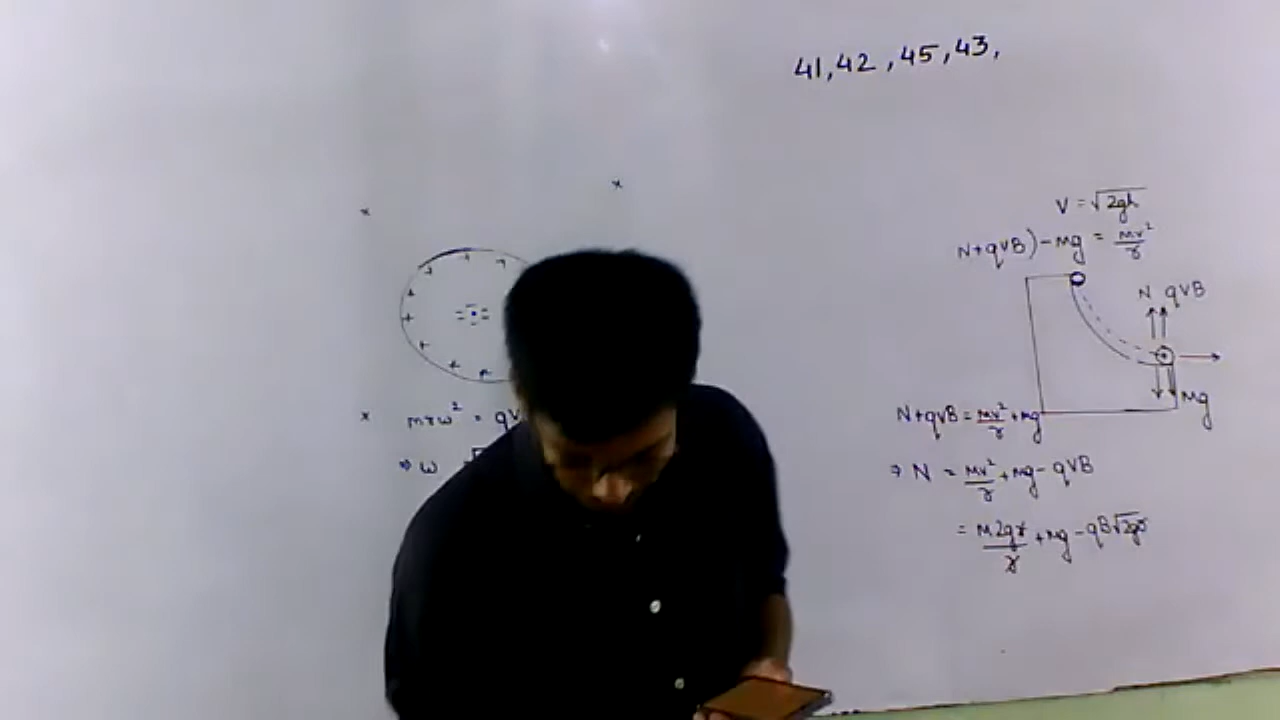 41, 42, 45, 43,
V = √2gh
N+qVB) - mg = mv²/r
N qVB
Mg
mrω² = qV
⇒ ω
N+qVB = mv²/r + mg
⇒ N = mv²/r + mg - qVB
= m2gr/r + mg - qB√2gr